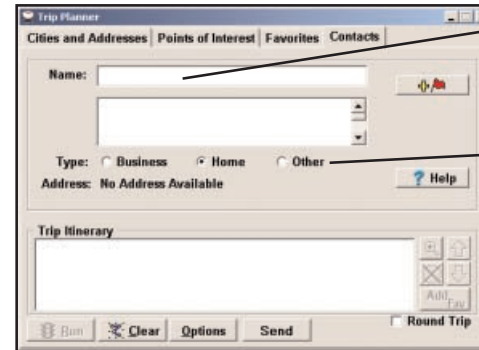 Trip Planner
Cities and Addresses Points of Interest Favorites Contacts
Name:
Type: Business Home Other
Address: No Address Available
? Help
Trip Itinerary
Add Fav
Run Clear Options Send Round Trip